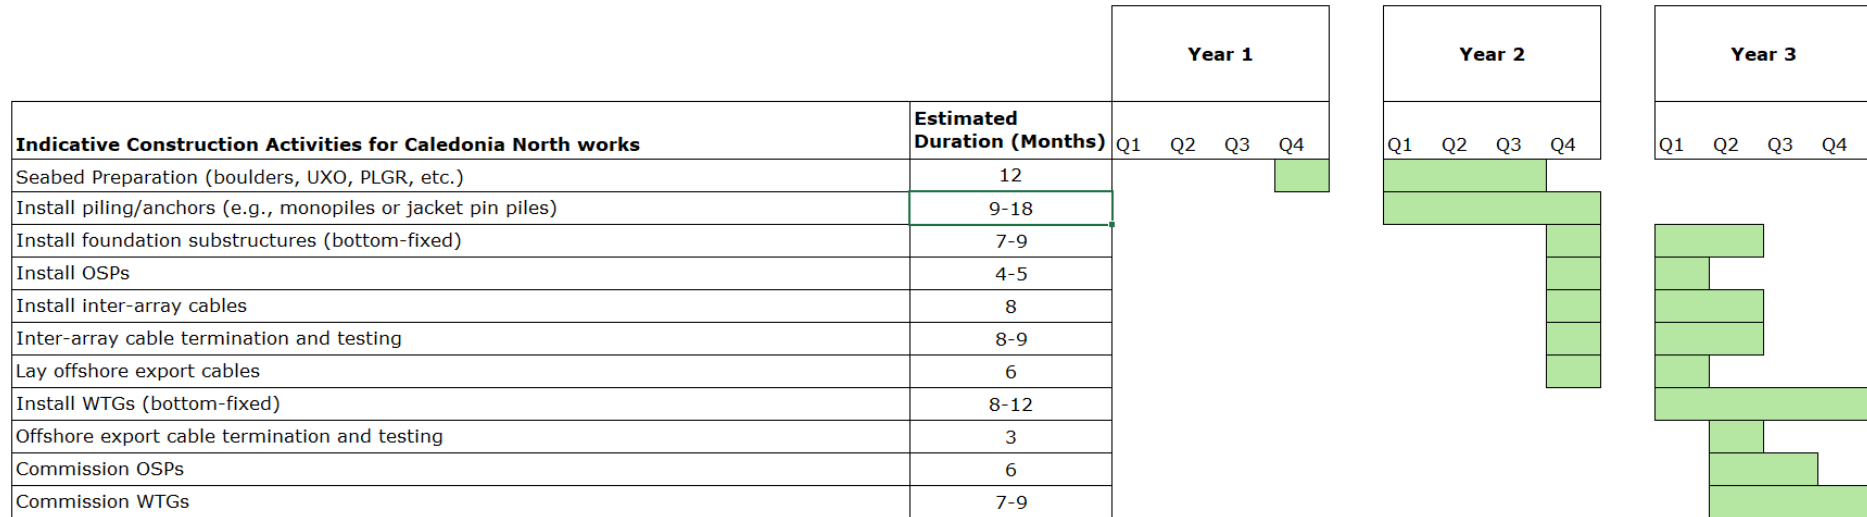 Year 1 Year 2 Year 3
Estimated
Indicative Construction Activities for Caledonia North works Duration (Months) Q1 Q2 Q3 Q4 Q1 Q2 Q3 Q4 Q1 Q2 Q3 Q4
Seabed Preparation (boulders, UXO, PLGR, etc.) 12
Install piling/anchors (e.g., monopiles or jacket pin piles) 9-18
Install foundation substructures (bottom-fixed) 7-9
Install OSPs 4-5
Install inter-array cables 8
Inter-array cable termination and testing 8-9
Lay offshore export cables 6
Install WTGs (bottom-fixed) 8-12
Offshore export cable termination and testing 3
Commission OSPs 6
Commission WTGs 7-9